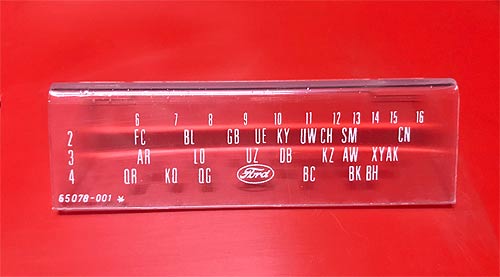 6 7 8 9 10 11 12 13 14 15 16
2 FC BL GB UE KY UW CH SM CN
3 AR LO UZ DB KZ AW XY AK
4 QR KQ QG Ford BC BK BH
65078-001 *